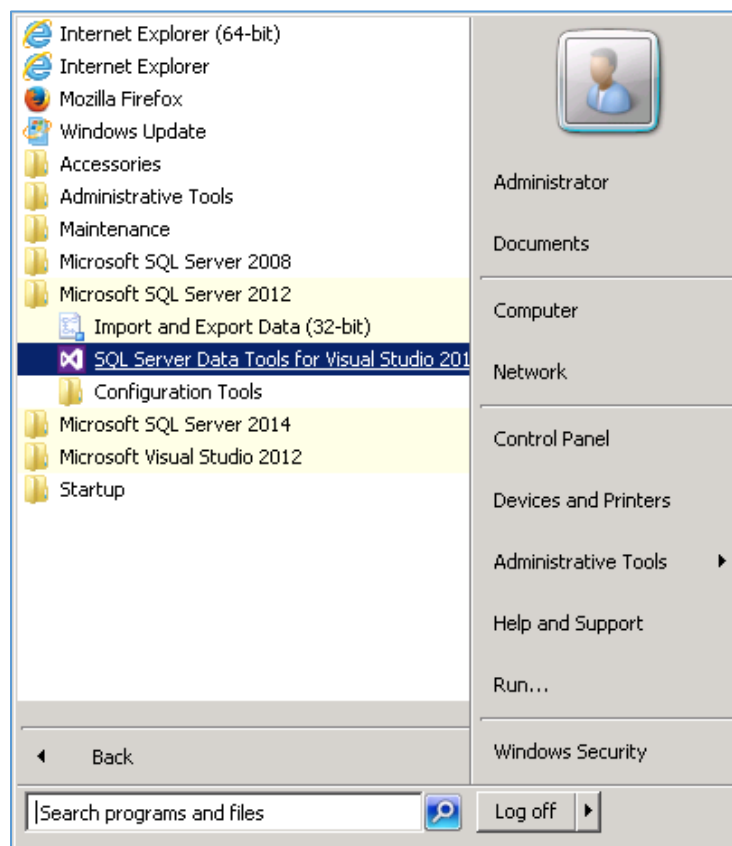 Internet Explorer (64-bit)
Internet Explorer
Mozilla Firefox
Windows Update
Accessories
Administrative Tools
Maintenance
Microsoft SQL Server 2008
Microsoft SQL Server 2012
Import and Export Data (32-bit)
SQL Server Data Tools for Visual Studio 201
Configuration Tools
Microsoft SQL Server 2014
Microsoft Visual Studio 2012
Startup
Back
Search programs and files
Administrator
Documents
Computer
Network
Control Panel
Devices and Printers
Administrative Tools
Help and Support
Run...
Windows Security
Log off